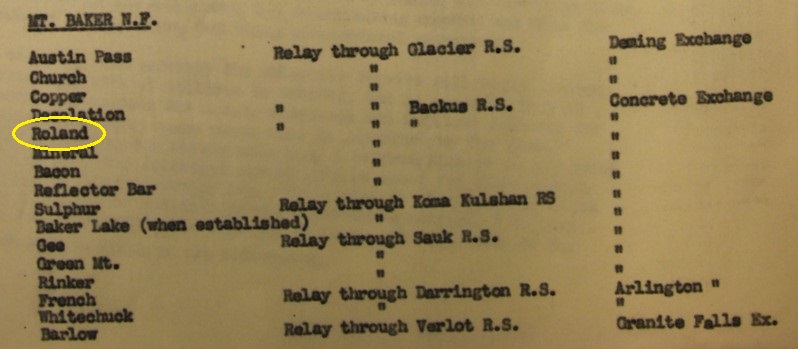 MT. BAKER N.F.
Austin Pass Relay through Glacier R.S. Deming Exchange
Church " "
Copper " "
Desolation " " Backus R.S. Concrete Exchange
Roland " " " "
Mineral " "
Bacon " "
Reflector Bar " "
Sulphur Relay through Koma Kulshan RS "
Baker Lake (when established) " "
Gee Relay through Sauk R.S. "
Green Mt. " "
Rinker " "
French Relay through Darrington R.S. Arlington "
Whitechuck " "
Barlow Relay through Verlot R.S. Granite Falls Ex.